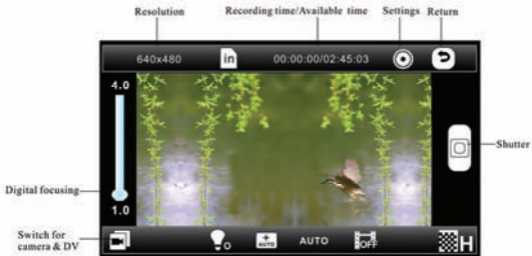 Resolution
Recording time/Available time
Settings
Return
640x480
in
00:00:00/02:45:03
4.0
Shutter
Digital focusing
1.0
Switch for
camera & DV
O
AUTO
AUTO
OFF
H